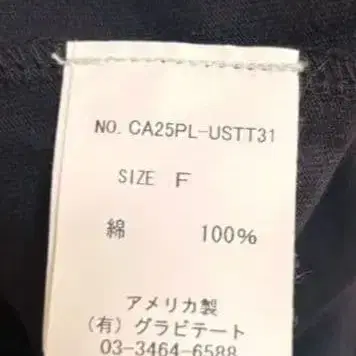 NO. CA25PL-USTT31
SIZE F
綿 100%
アメリカ製
(有) グラビテート
03-3464-6588